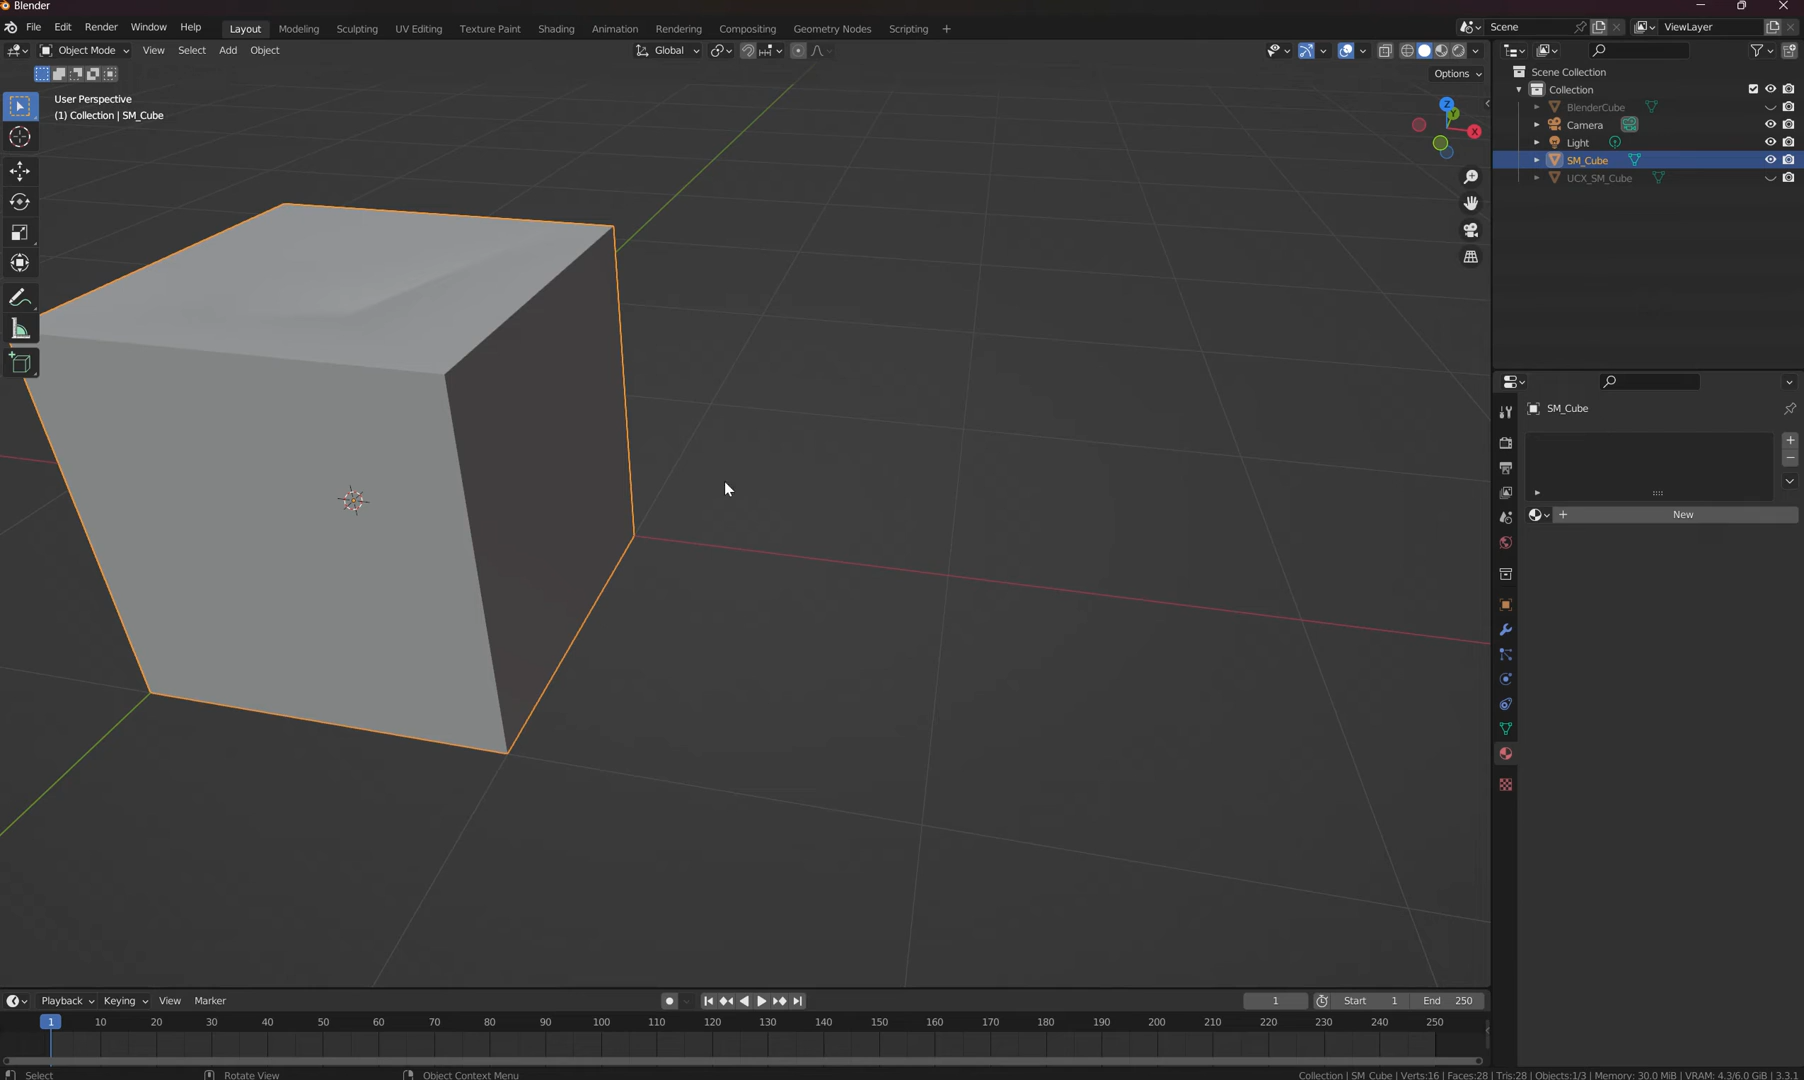 Blender
File Edit Render Window Help Layout Modeling Sculpting UV Editing Texture Paint Shading Animation Rendering Compositing Geometry Nodes Scripting + Scene ViewLayer
Object Mode View Select Add Object Global
Options
User Perspective
(1) Collection | SM_Cube
Z
Y
X
Scene Collection
Collection
BlenderCube
Camera
Light
SM_Cube
UCX_SM_Cube
SM_Cube
+ New
Playback Keying View Marker 1 Start 1 End 250
1 10 20 30 40 50 60 70 80 90 100 110 120 130 140 150 160 170 180 190 200 210 220 230 240 250
Select Rotate View Object Context Menu Collection | SM_Cube | Verts:16 | Faces:28 | Tris:28 | Objects:1/3 | Memory: 30.0 MiB | VRAM: 4.3/6.0 GiB | 3.3.1